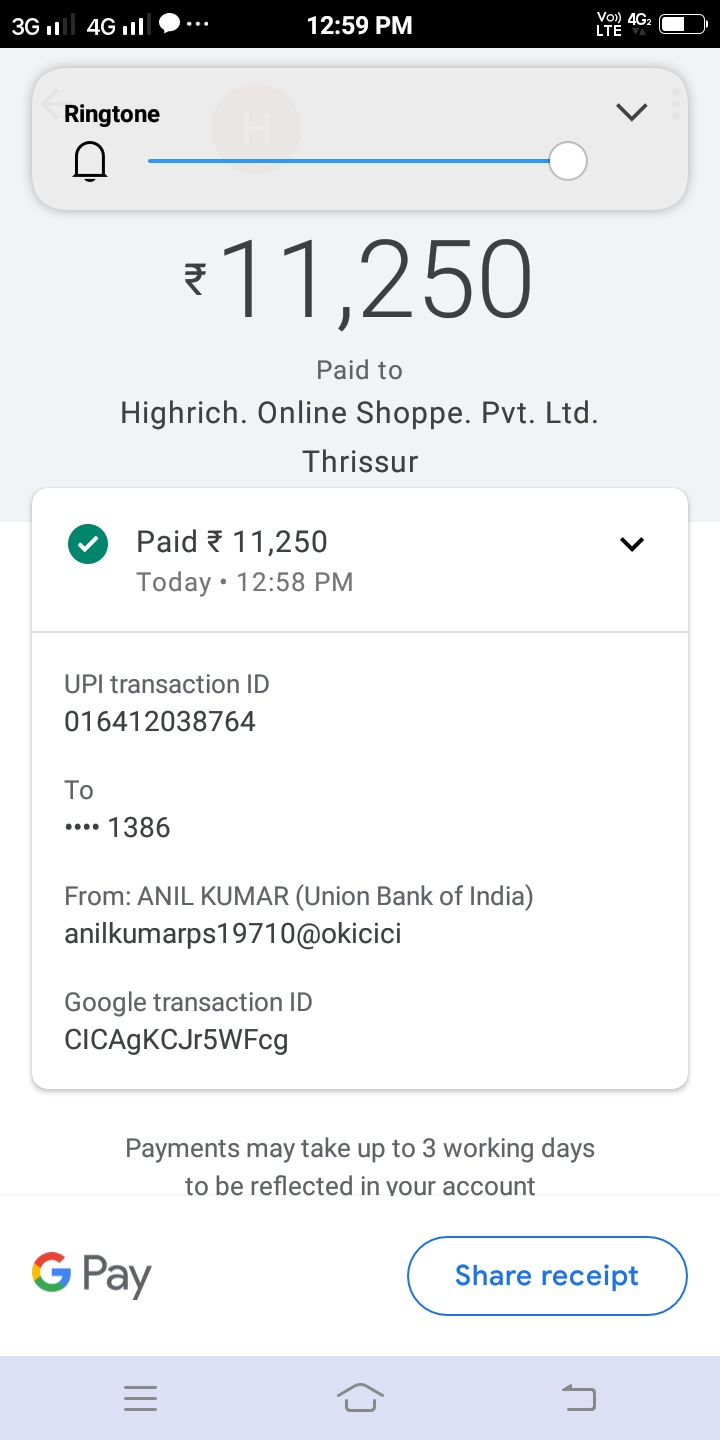 3G 4G 12:59 PM Vo)) LTE 4G2
Ringtone
H
₹11,250
Paid to
Highrich. Online Shoppe. Pvt. Ltd.
Thrissur
Paid ₹ 11,250
Today • 12:58 PM
UPI transaction ID
016412038764
To
•••• 1386
From: ANIL KUMAR (Union Bank of India)
anilkumarps19710@okicici
Google transaction ID
CICAgKCJr5WFcg
Payments may take up to 3 working days
to be reflected in your account
G Pay
Share receipt